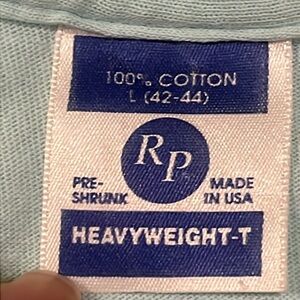 100% COTTON
L (42-44)
RP
PRE-
SHRUNK
MADE
IN USA
HEAVYWEIGHT-T